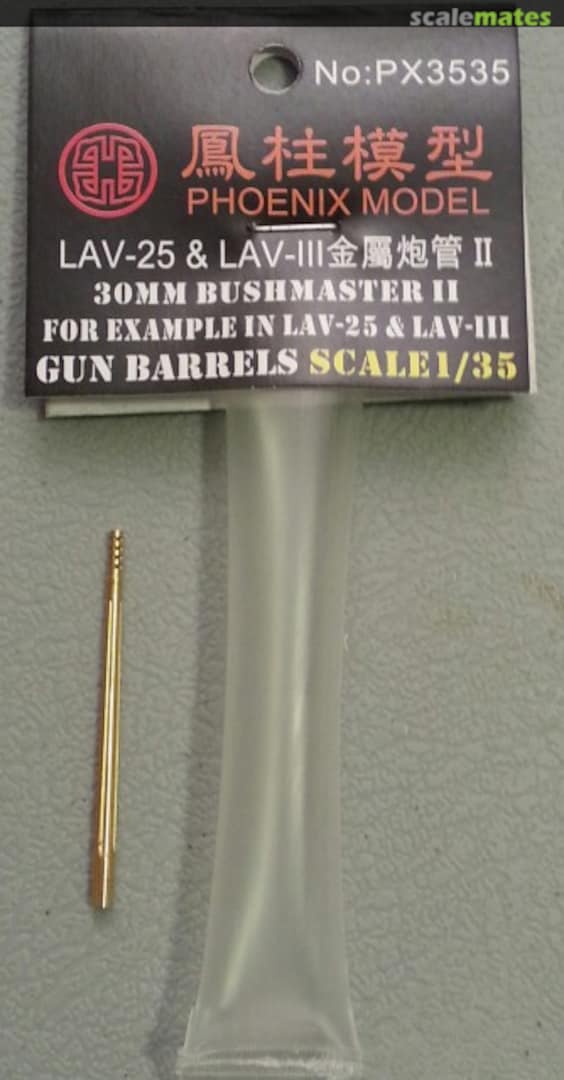 scalemates
No:PX3535
鳳柱模型
PHOENIX MODEL
LAV-25 & LAV-III金屬炮管 II
30MM BUSHMASTER II
FOR EXAMPLE IN LAV-25 & LAV-III
GUN BARRELS SCALE1/35